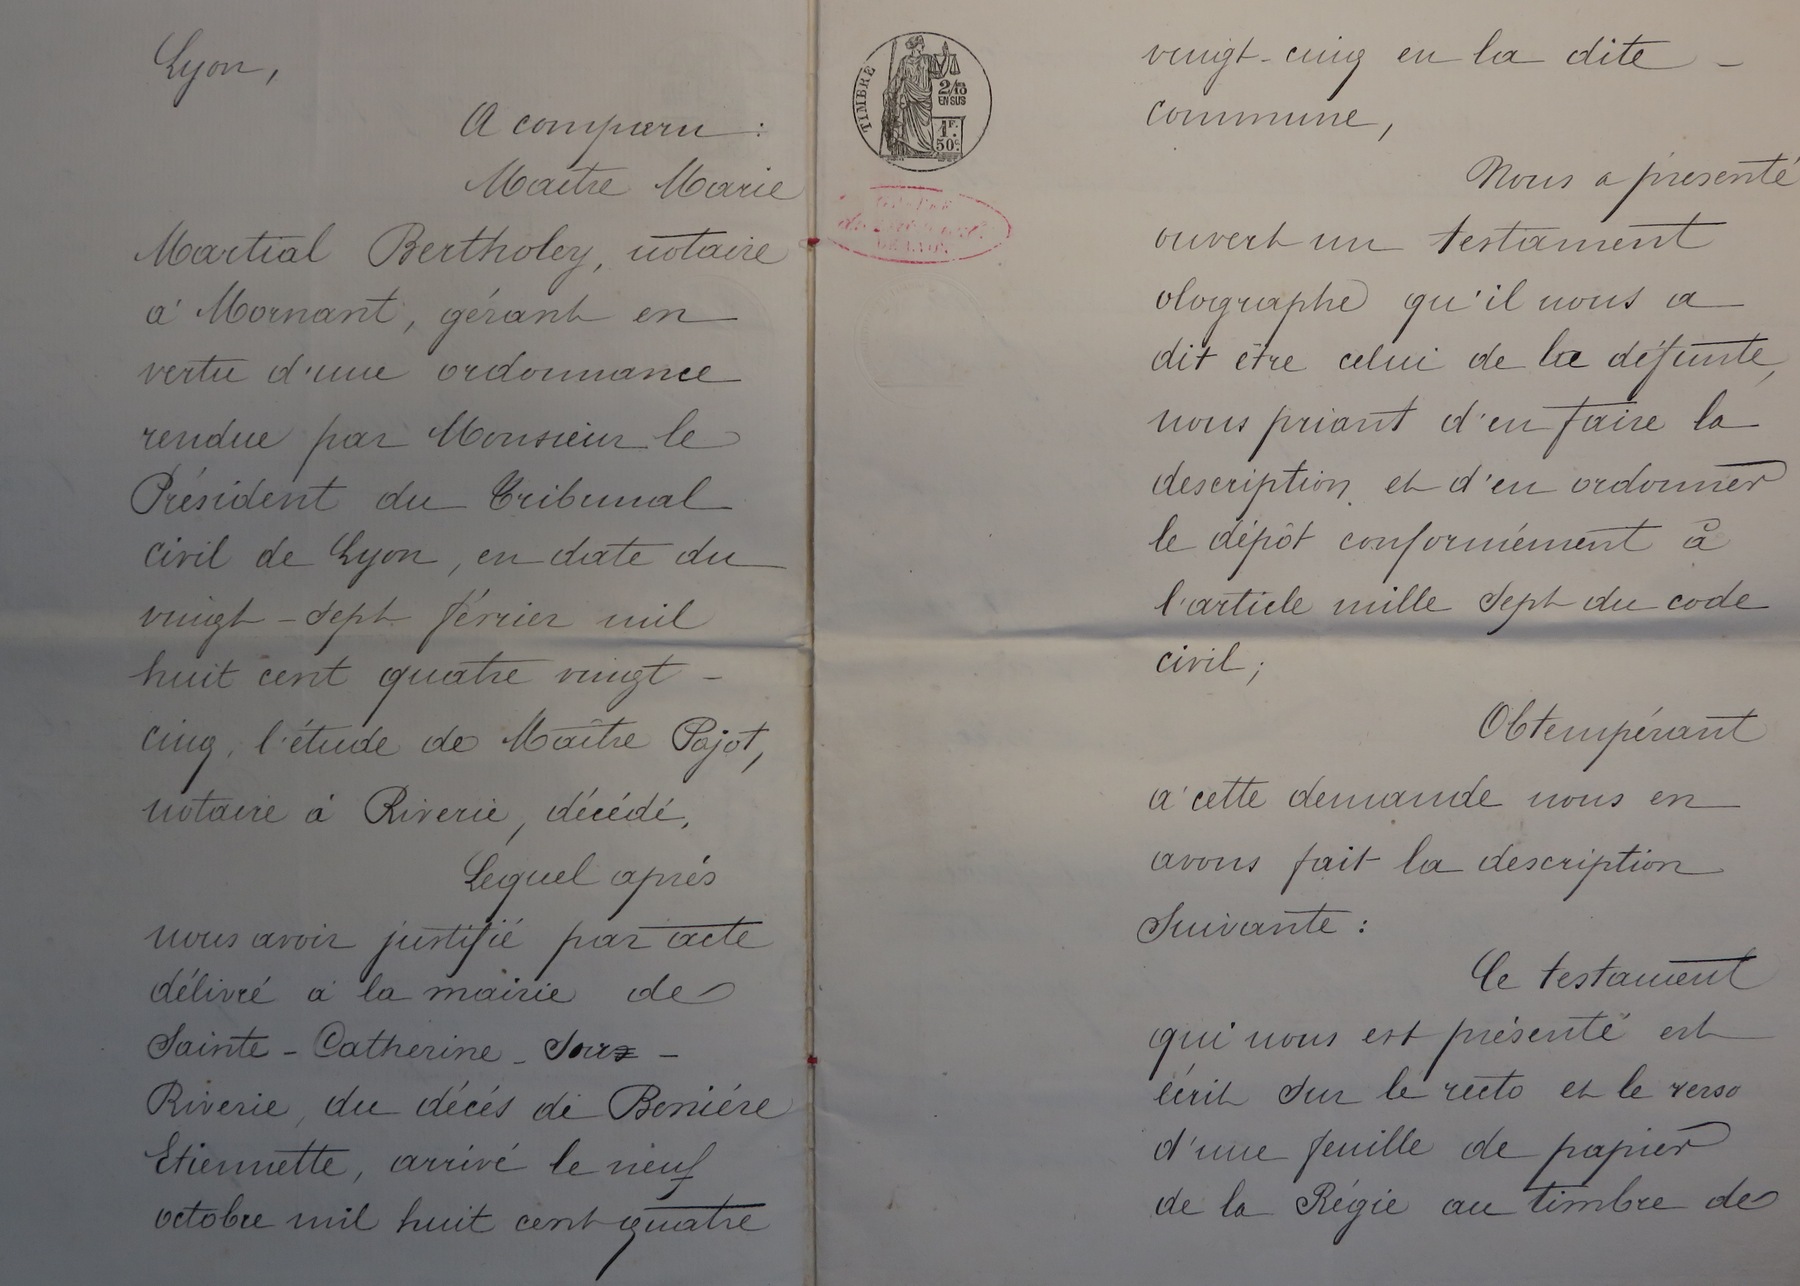 Lyon,
A comparu :
Maître Marie
Martial Bertholey, notaire
à Mornant, gérant en
vertu d'une ordonnance
rendue par Monsieur le
Président du Tribunal
civil de Lyon, en date du
vingt-sept février mil
huit cent quatre vingt -
cinq, l'étude de Maître Pajot,
notaire à Riverie, décédé,
Lequel après
nous avoir justifié par acte
délivré à la mairie de
Sainte-Catherine-Sous-
Riverie, du décés de Bonière
Etiennette, arrivé le neuf
octobre mil huit cent quatre
TIMBRE
2/10
EN SUS
1F.
50c.
vingt-cinq en la dite -
commune,
Nous a présenté
ouvert un testament
olographe qu'il nous a
dit être celui de la défunte,
nous priant d'en faire la
description et d'en ordonner
le dépôt conformément à
l'article mille sept du code
civil;
Obtempérant
à cette demande nous en
avons fait la description
Suivante :
Le testament
qui nous est présenté est
écrit sur le recto et le verso
d'une feuille de papier
de la Régie au timbre de